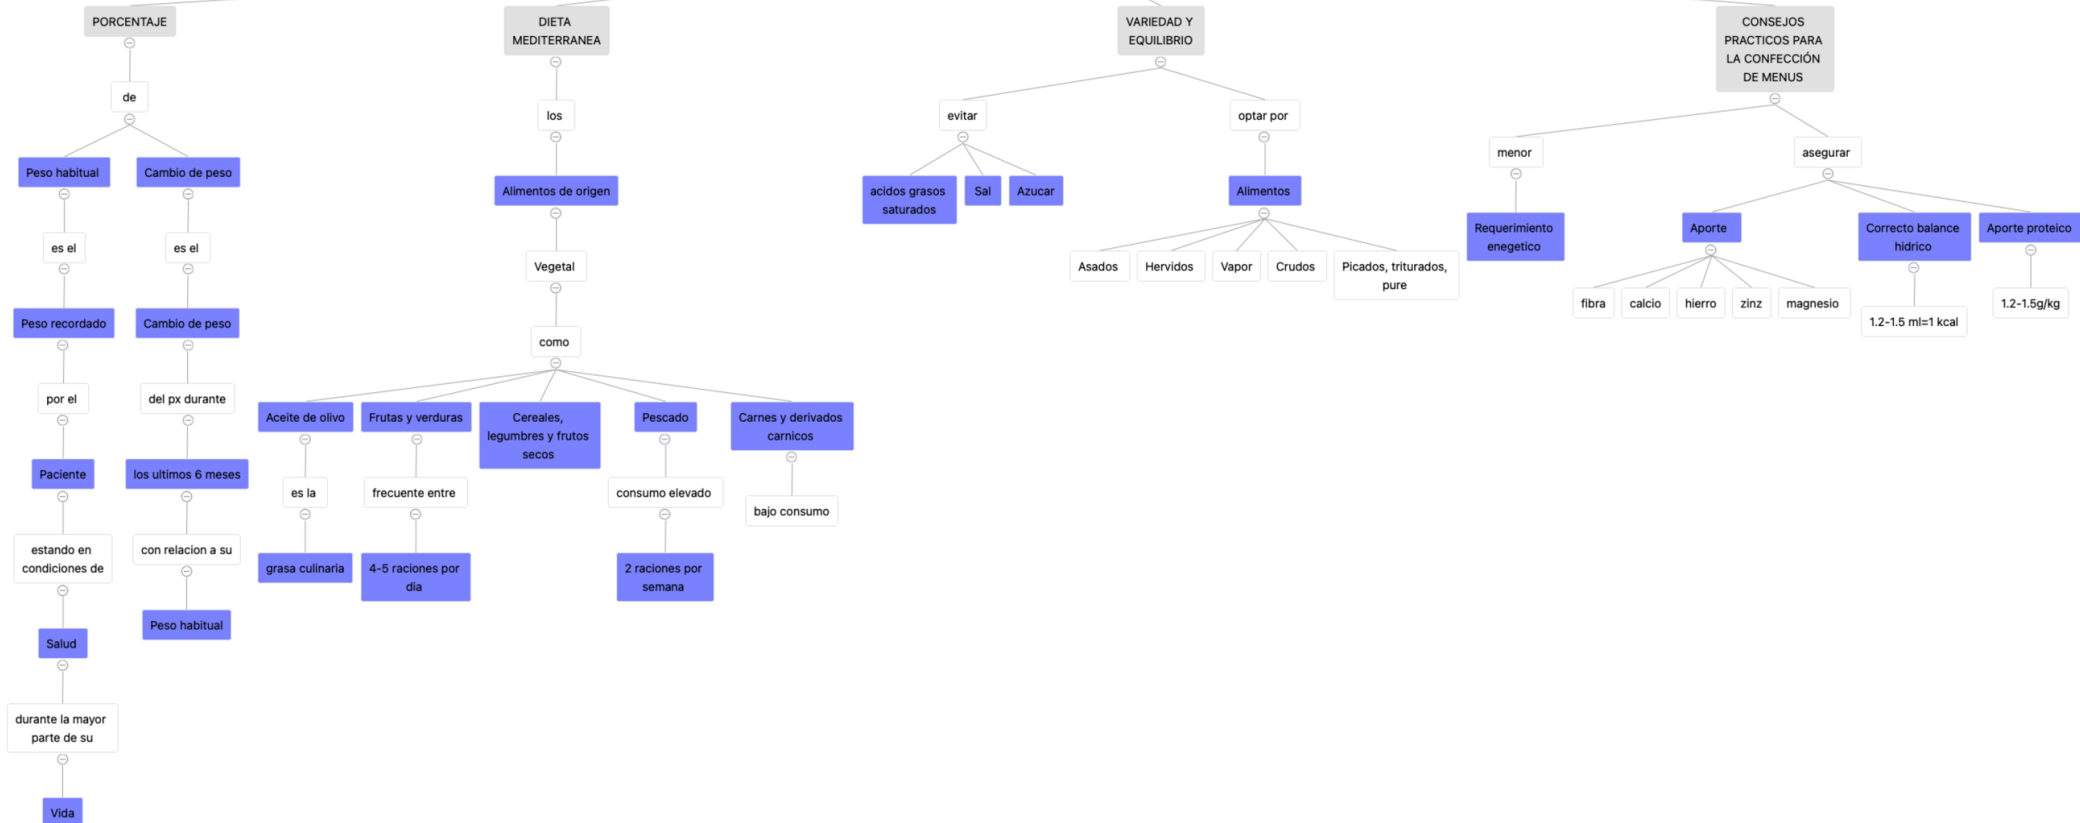 PORCENTAJE
de
Peso habitual
es el
Peso recordado
por el
Paciente
estando en
condiciones de
Salud
durante la mayor
parte de su
Vida
Cambio de peso
es el
Cambio de peso
del px durante
los ultimos 6 meses
con relacion a su
Peso habitual
DIETA
MEDITERRANEA
los
Alimentos de origen
Vegetal
como
Aceite de olivo
es la
grasa culinaria
Frutas y verduras
frecuente entre
4-5 raciones por
dia
Cereales,
legumbres y frutos
secos
Pescado
consumo elevado
2 raciones por
semana
Carnes y derivados
carnicos
bajo consumo
VARIEDAD Y
EQUILIBRIO
evitar
acidos grasos
saturados
Sal
Azucar
optar por
Alimentos
Asados
Hervidos
Vapor
Crudos
Picados, triturados,
pure
CONSEJOS
PRACTICOS PARA
LA CONFECCIÓN
DE MENUS
menor
Requerimiento
enegetico
asegurar
Aporte
fibra
calcio
hierro
zinz
magnesio
Correcto balance
hidrico
1.2-1.5 ml=1 kcal
Aporte proteico
1.2-1.5g/kg